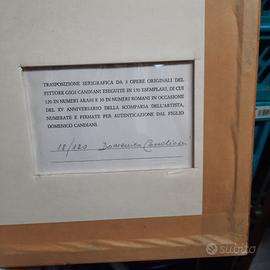 TRASPOSIZIONE SERIGRAFICA DA 3 OPERE ORIGINALI DEL
PITTORE GIGI CANDIANI ESEGUITE IN 150 ESEMPLARI, DI CUI
120 IN NUMERI ARABI E 30 IN NUMERI ROMANI IN OCCASIONE
DEL XV ANNIVERSARIO DELLA SCOMPARSA DELL'ARTISTA,
NUMERATE E FIRMATE PER AUTENTICAZIONE DAL FIGLIO
DOMENICO CANDIANI.
18/120 Domenico Candiani
subito